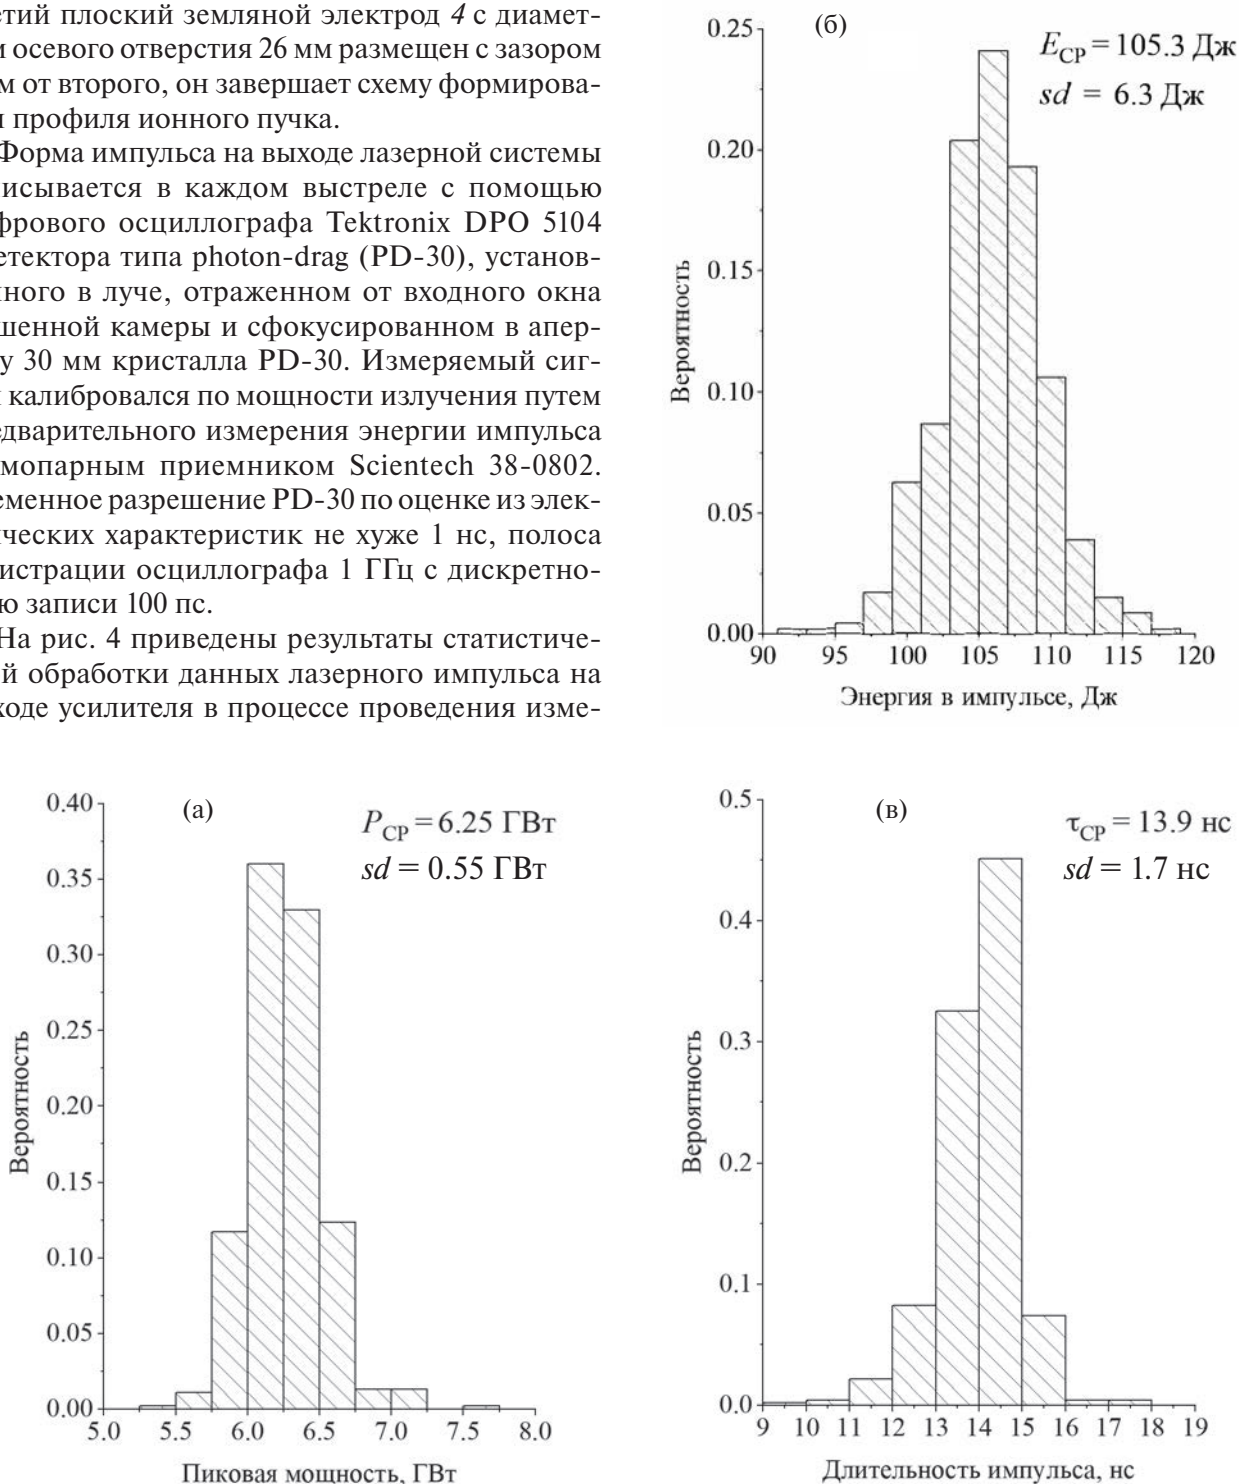 етий плоский земляной электрод 4 с диамет-
осевого отверстия 26 мм размещен с зазором
м от второго, он завершает схему формирова-
профиля ионного пучка.
Форма импульса на выходе лазерной системы
исывается в каждом выстреле с помощью
фрового осциллографа Tektronix DPO 5104
етектора типа photon-drag (PD-30), установ-
нного в луче, отраженном от входного окна
шенной камеры и сфокусированном в апер-
у 30 мм кристалла PD-30. Измеряемый сиг-
калибровался по мощности излучения путем
едварительного измерения энергии импульса
мопарным приемником Scientech 38-0802.
еменное разрешение PD-30 по оценке из элек-
ических характеристик не хуже 1 нс, полоса
истрации осциллографа 1 ГГц с дискретно-
ю записи 100 пс.
На рис. 4 приведены результаты статистиче-
й обработки данных лазерного импульса на
ходе усилителя в процессе проведения изме-
(б)
E_СР = 105.3 Дж
sd = 6.3 Дж
Вероятность
0.25
0.20
0.15
0.10
0.05
0.00
90 95 100 105 110 115 120
Энергия в импульсе, Дж
(а)
P_СР = 6.25 ГВт
sd = 0.55 ГВт
Вероятность
0.40
0.35
0.30
0.25
0.20
0.15
0.10
0.05
0.00
5.0 5.5 6.0 6.5 7.0 7.5 8.0
Пиковая мощность, ГВт
(в)
τ_СР = 13.9 нс
sd = 1.7 нс
Вероятность
0.5
0.4
0.3
0.2
0.1
0.0
9 10 11 12 13 14 15 16 17 18 19
Длительность импульса, нс